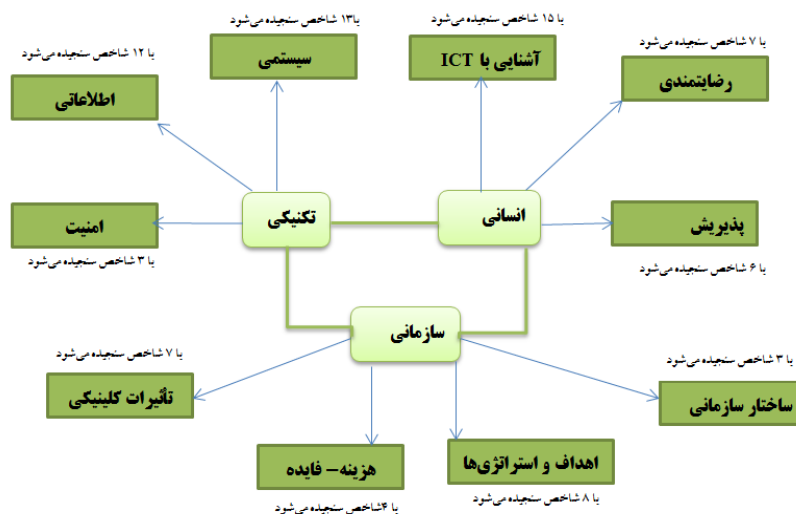 با ۱۵ شاخص سنجیده می‌شود
آشنایی با ICT
با ۷ شاخص سنجیده می‌شود
رضایتمندی
با ۱۳ شاخص سنجیده می‌شود
سیستمی
با ۱۲ شاخص سنجیده می‌شود
اطلاعاتی
انسانی
تکنیکی
پذیریش
با ۶ شاخص سنجیده می‌شود
امنیت
با ۳ شاخص سنجیده می‌شود
سازمانی
با ۳ شاخص سنجیده می‌شود
ساختار سازمانی
با ۷ شاخص سنجیده می‌شود
تأثیرات کلینیکی
اهداف و استراتژی‌ها
با ۸ شاخص سنجیده می‌شود
هزینه- فایده
با ۴شاخص سنجیده می‌شود